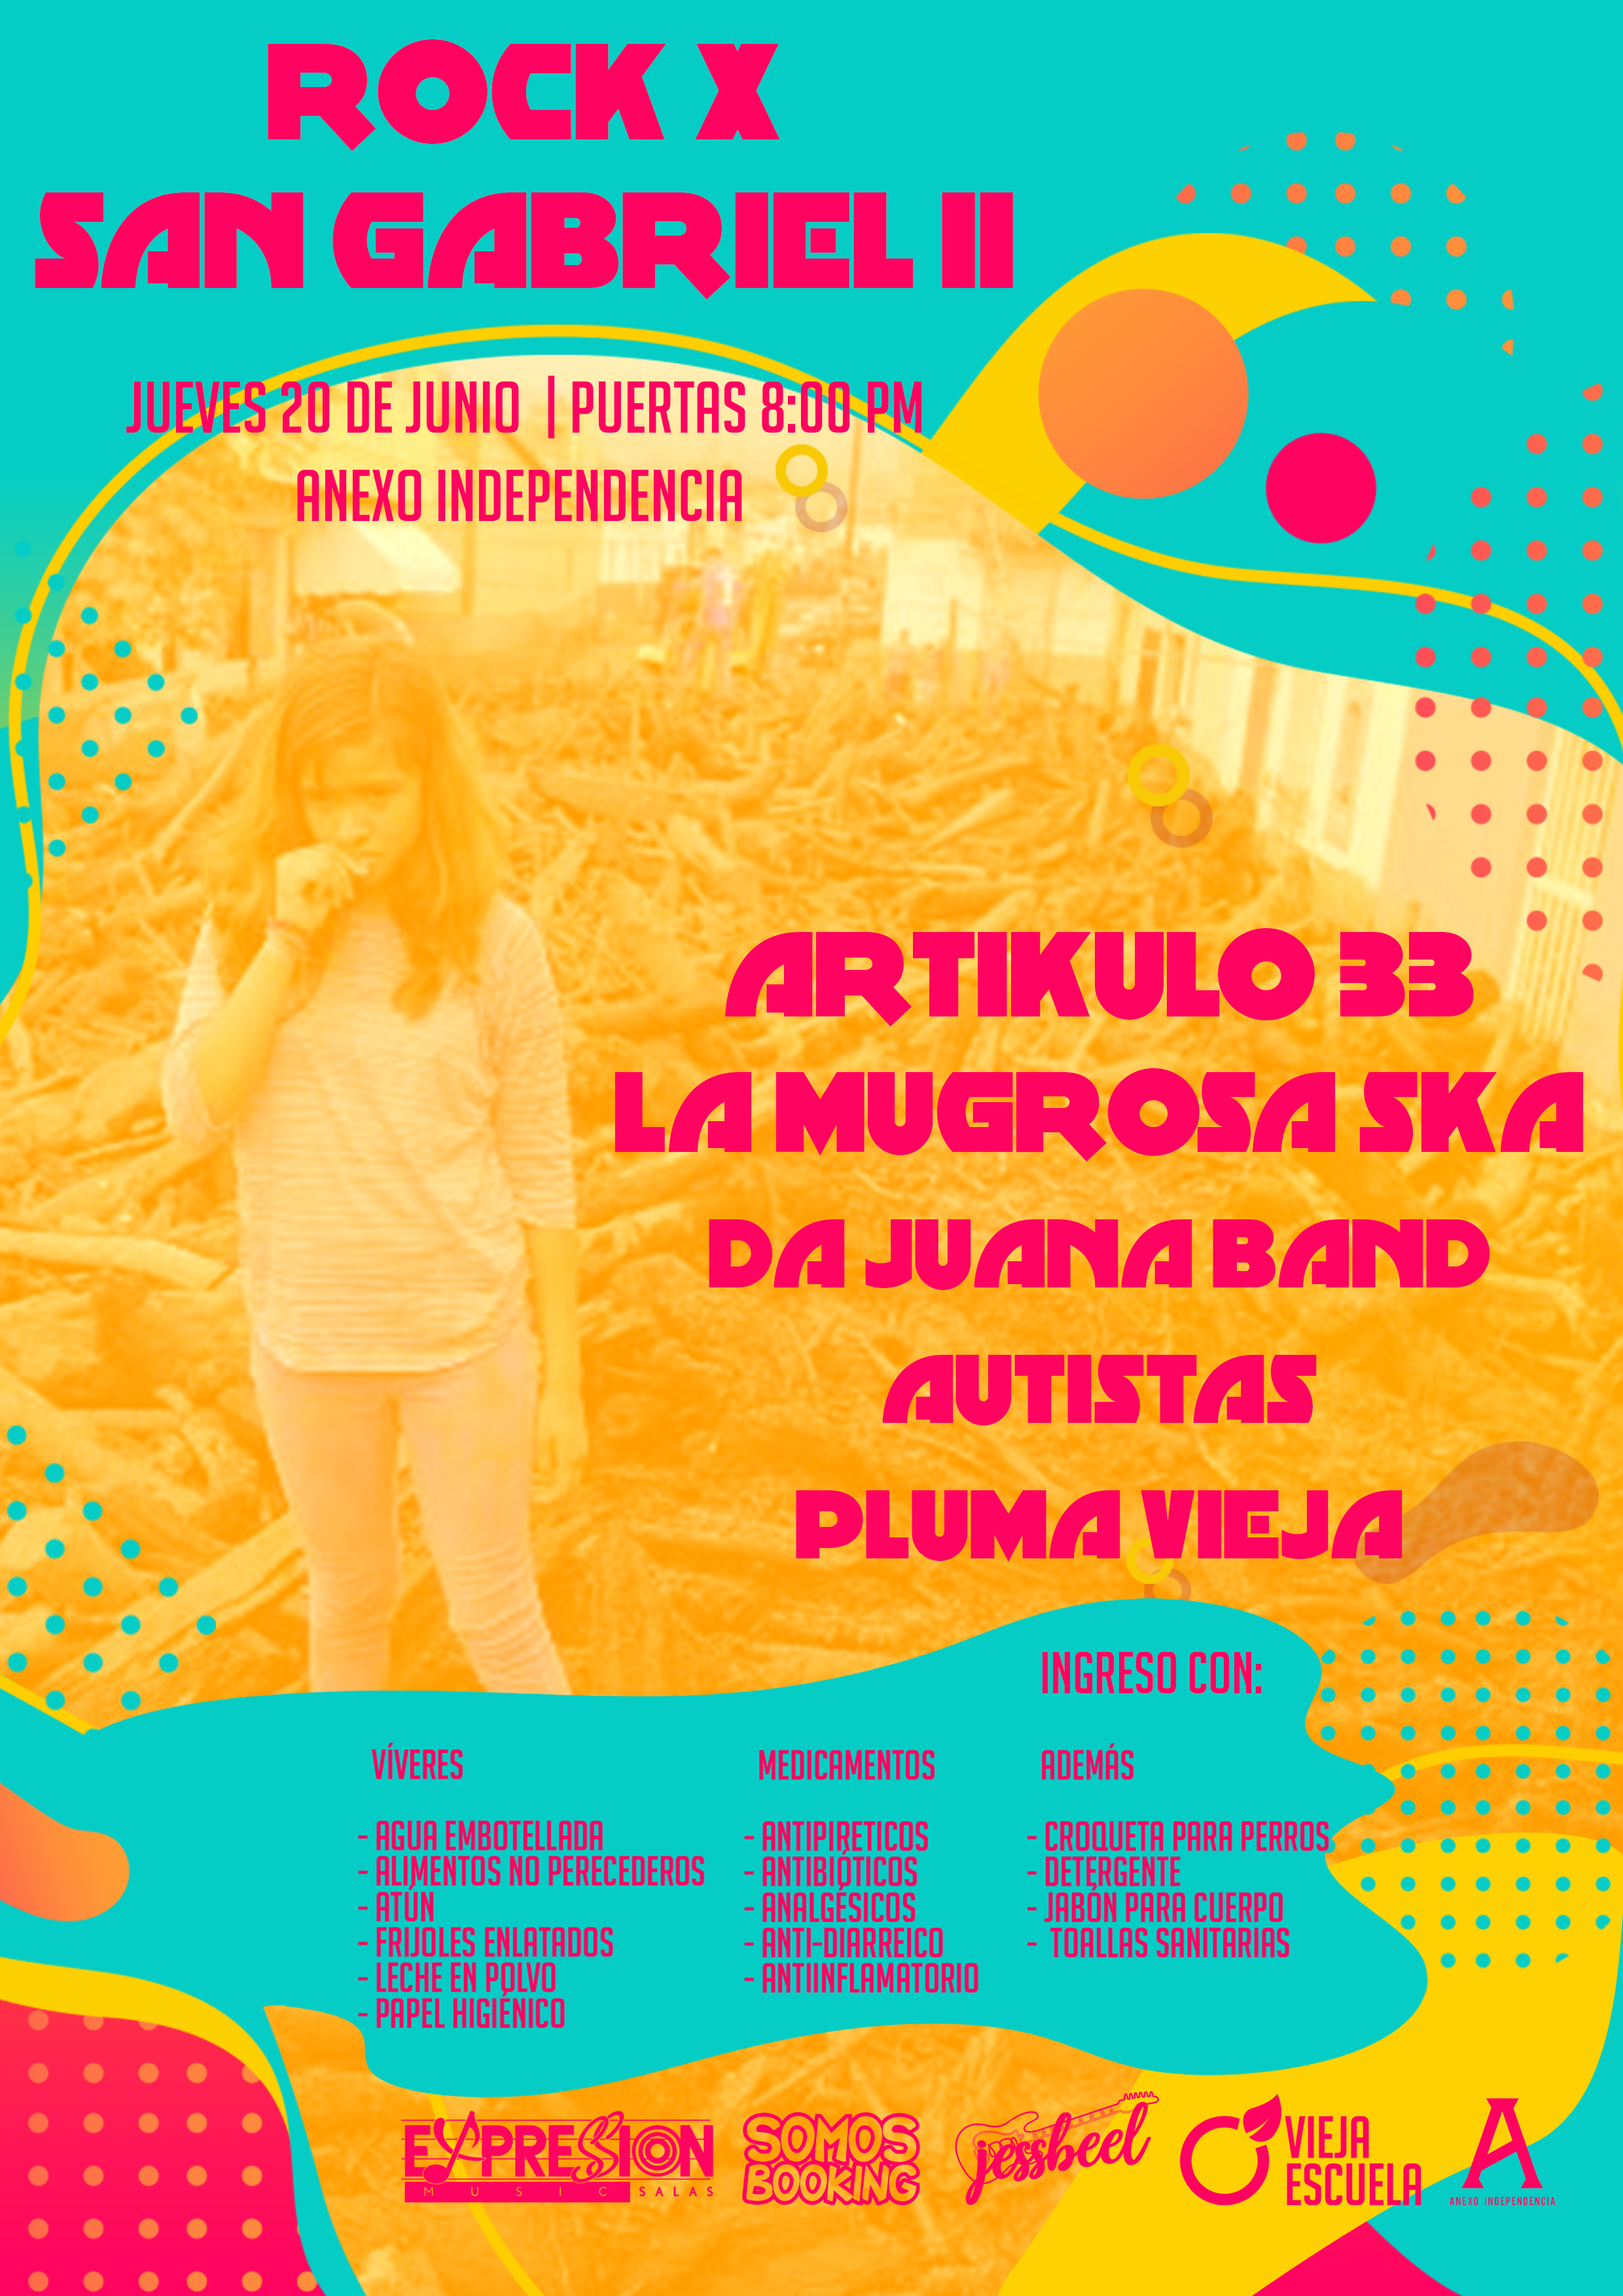 ROCK X
SAN GABRIEL II
JUEVES 20 DE JUNIO | PUERTAS 8:00 PM
ANEXO INDEPENDENCIA
ARTIKULO 33
LA MUGROSA SKA
DA JUANA BAND
AUTISTAS
PLUMA VIEJA
INGRESO CON:
VÍVERES
- AGUA EMBOTELLADA
- ALIMENTOS NO PERECEDEROS
- ATÚN
- FRIJOLES ENLATADOS
- LECHE EN POLVO
- PAPEL HIGIÉNICO
MEDICAMENTOS
- ANTIPIRETICOS
- ANTIBIÓTICOS
- ANALGÉSICOS
- ANTI-DIARREICO
- ANTIINFLAMATORIO
ADEMÁS
- CROQUETA PARA PERROS
- DETERGENTE
- JABÓN PARA CUERPO
- TOALLAS SANITARIAS
EXPRESSION
MUSIC SALAS
SOMOS
BOOKING
jessbeel
VIEJA
ESCUELA
A
ANEXO INDEPENDENCIA